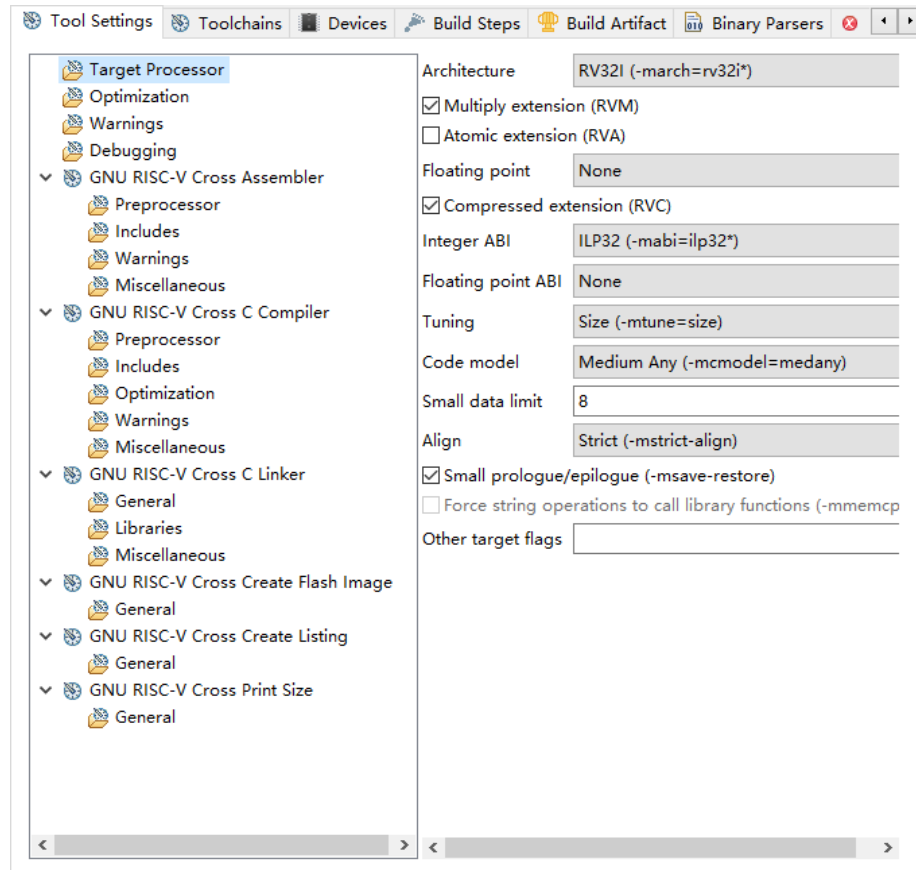 Tool Settings Toolchains Devices Build Steps Build Artifact Binary Parsers
Target Processor
Optimization
Warnings
Debugging
GNU RISC-V Cross Assembler
Preprocessor
Includes
Warnings
Miscellaneous
GNU RISC-V Cross C Compiler
Preprocessor
Includes
Optimization
Warnings
Miscellaneous
GNU RISC-V Cross C Linker
General
Libraries
Miscellaneous
GNU RISC-V Cross Create Flash Image
General
GNU RISC-V Cross Create Listing
General
GNU RISC-V Cross Print Size
General
Architecture RV32I (-march=rv32i*)
Multiply extension (RVM)
Atomic extension (RVA)
Floating point None
Compressed extension (RVC)
Integer ABI ILP32 (-mabi=ilp32*)
Floating point ABI None
Tuning Size (-mtune=size)
Code model Medium Any (-mcmodel=medany)
Small data limit 8
Align Strict (-mstrict-align)
Small prologue/epilogue (-msave-restore)
Force string operations to call library functions (-mmemcp
Other target flags